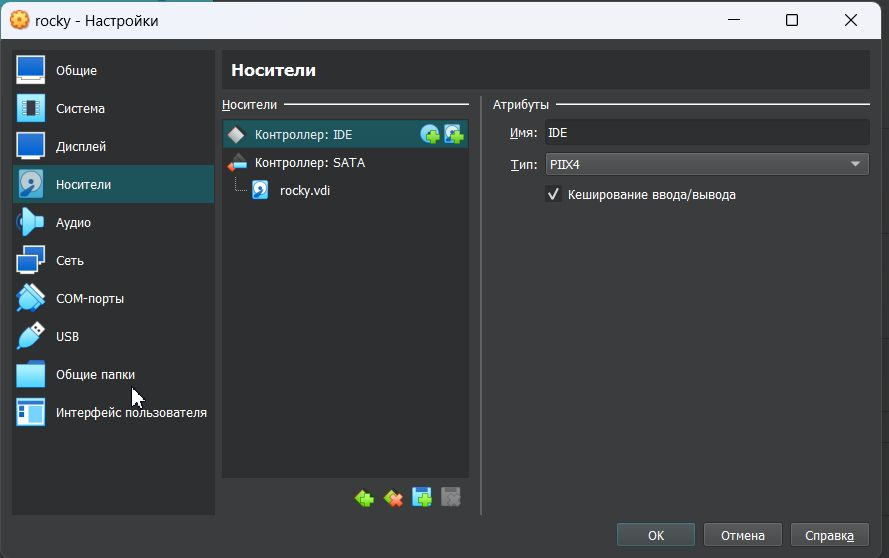 rocky - Настройки
Общие
Система
Дисплей
Носители
Аудио
Сеть
COM-порты
USB
Общие папки
Интерфейс пользователя
Носители
Носители
Контроллер: IDE
Контроллер: SATA
rocky.vdi
Атрибуты
Имя: IDE
Тип: PIIX4
Кеширование ввода/вывода
OK
Отмена
Справка